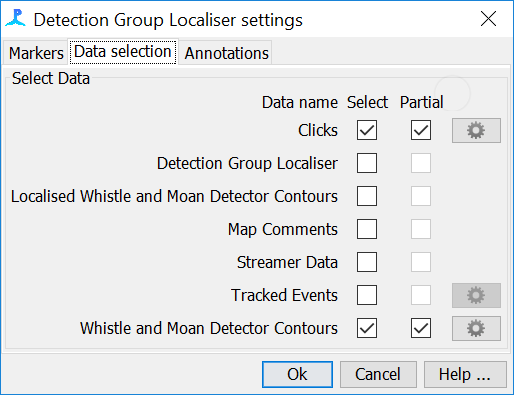 Detection Group Localiser settings
Markers Data selection Annotations
Select Data
Data name Select Partial
Clicks
Detection Group Localiser
Localised Whistle and Moan Detector Contours
Map Comments
Streamer Data
Tracked Events
Whistle and Moan Detector Contours
Ok Cancel Help ...